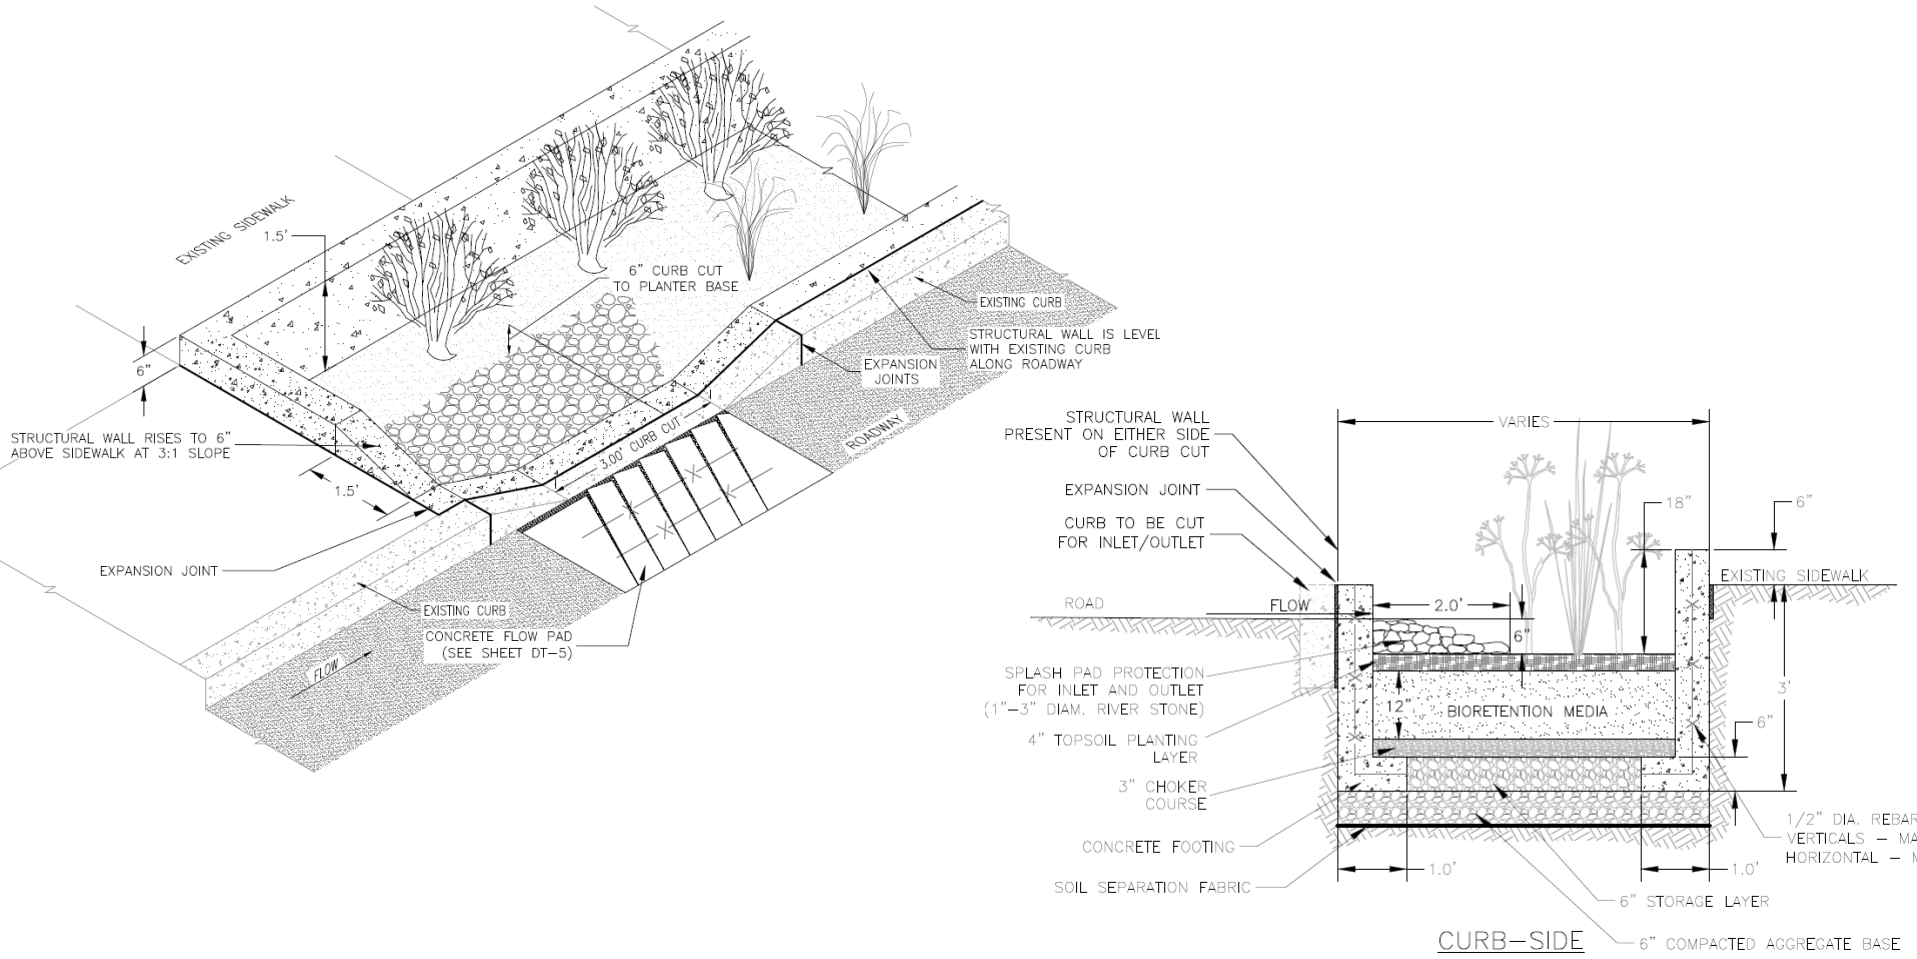 EXISTING SIDEWALK
1.5'
6" CURB CUT
TO PLANTER BASE
EXISTING CURB
STRUCTURAL WALL IS LEVEL
WITH EXISTING CURB
ALONG ROADWAY
EXPANSION
JOINTS
6"
STRUCTURAL WALL RISES TO 6"
ABOVE SIDEWALK AT 3:1 SLOPE
3.00' CURB CUT
ROADWAY
1.5'
EXPANSION JOINT
EXISTING CURB
CONCRETE FLOW PAD
(SEE SHEET DT-5)
FLOW
STRUCTURAL WALL
PRESENT ON EITHER SIDE
OF CURB CUT
VARIES
EXPANSION JOINT
18"
6"
CURB TO BE CUT
FOR INLET/OUTLET
EXISTING SIDEWALK
ROAD
FLOW
2.0'
6"
SPLASH PAD PROTECTION
FOR INLET AND OUTLET
(1"-3" DIAM. RIVER STONE)
3'
12"
BIORETENTION MEDIA
6"
4" TOPSOIL PLANTING
LAYER
3" CHOKER
COURSE
1/2" DIA. REBAR
VERTICALS - MA
HORIZONTAL - M
CONCRETE FOOTING
1.0'
1.0'
SOIL SEPARATION FABRIC
6" STORAGE LAYER
CURB-SIDE
6" COMPACTED AGGREGATE BASE